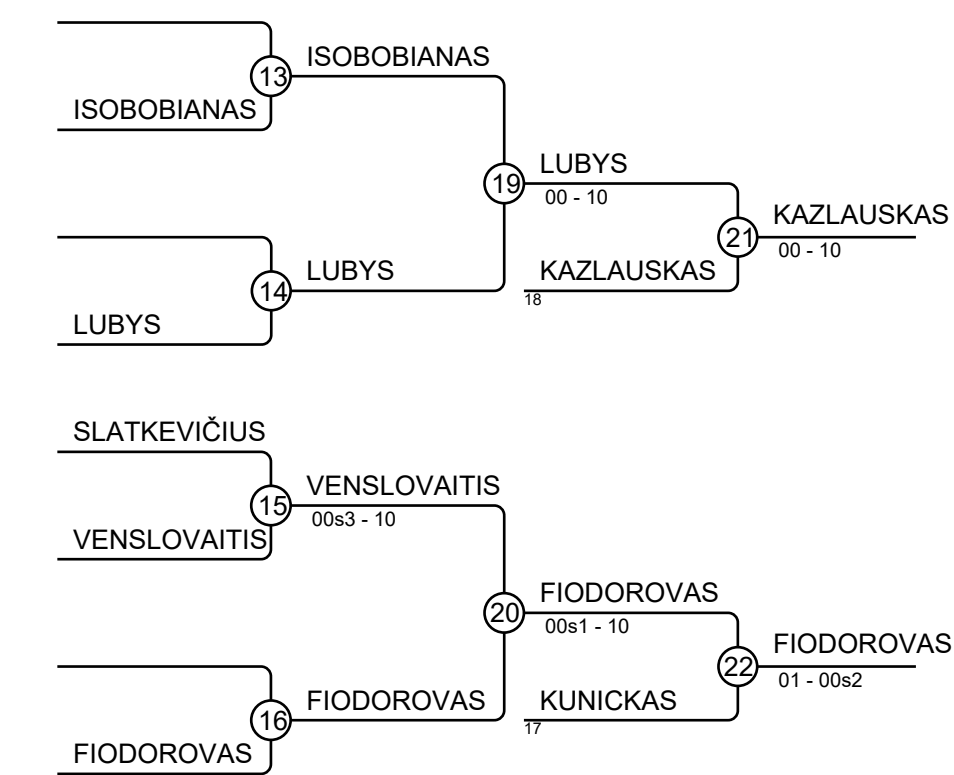 ISOBOBIANAS
13
ISOBOBIANAS
LUBYS
19
00 - 10
KAZLAUSKAS
21
00 - 10
KAZLAUSKAS
18
LUBYS
14
LUBYS
SLATKEVIČIUS
VENSLOVAITIS
15
00s3 - 10
VENSLOVAITIS
FIODOROVAS
20
00s1 - 10
FIODOROVAS
22
01 - 00s2
FIODOROVAS
KUNICKAS
16
17
FIODOROVAS